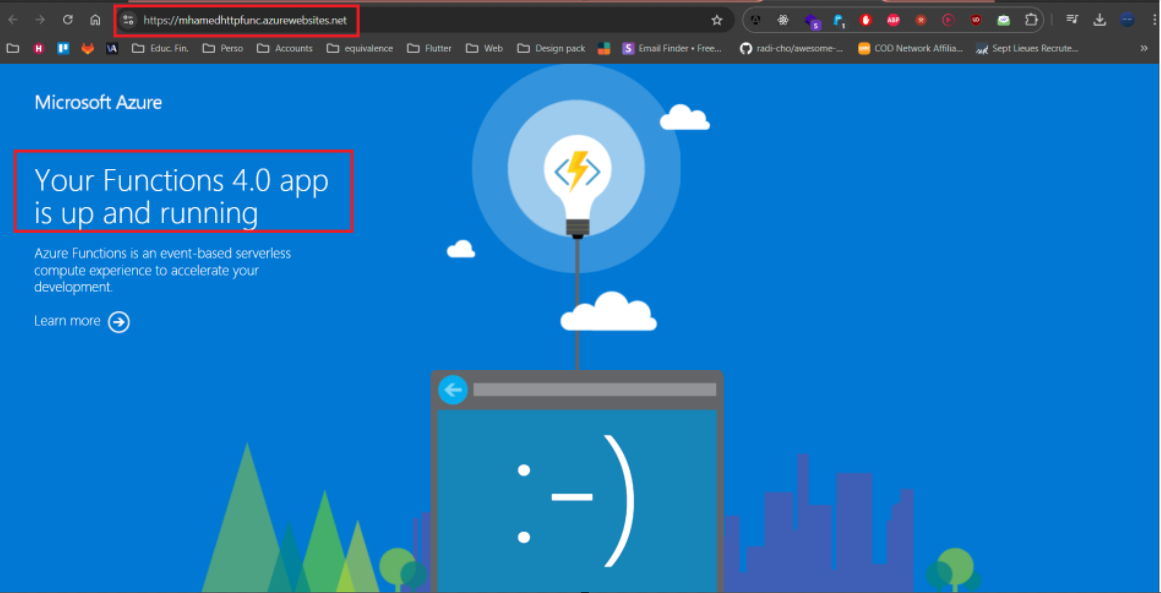 https://mhamedhttpfunc.azurewebsites.net
Educ. Fin. Perso Accounts equivalence Flutter Web Design pack Email Finder • Free... radi-cho/awesome-... COD Network Affilia... Sept Lieues Recrute...
Microsoft Azure
Your Functions 4.0 app
is up and running
Azure Functions is an event-based serverless
compute experience to accelerate your
development.
Learn more
:-)